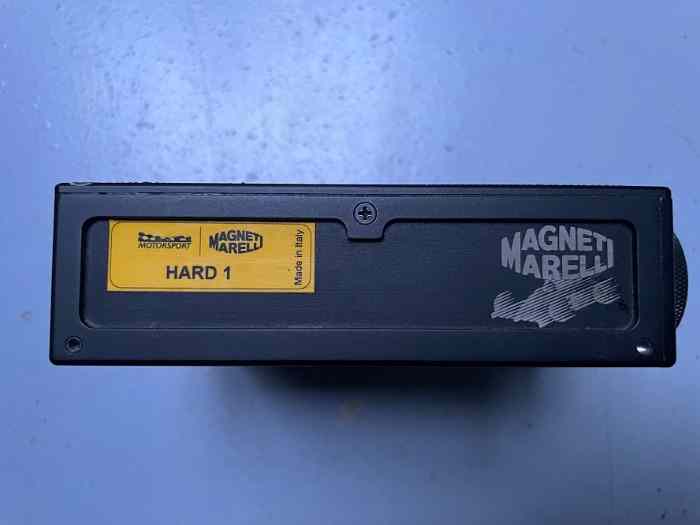 MOTORSPORT
MAGNETI
MARELLI
HARD 1
Made in Italy
MAGNETI
MARELLI